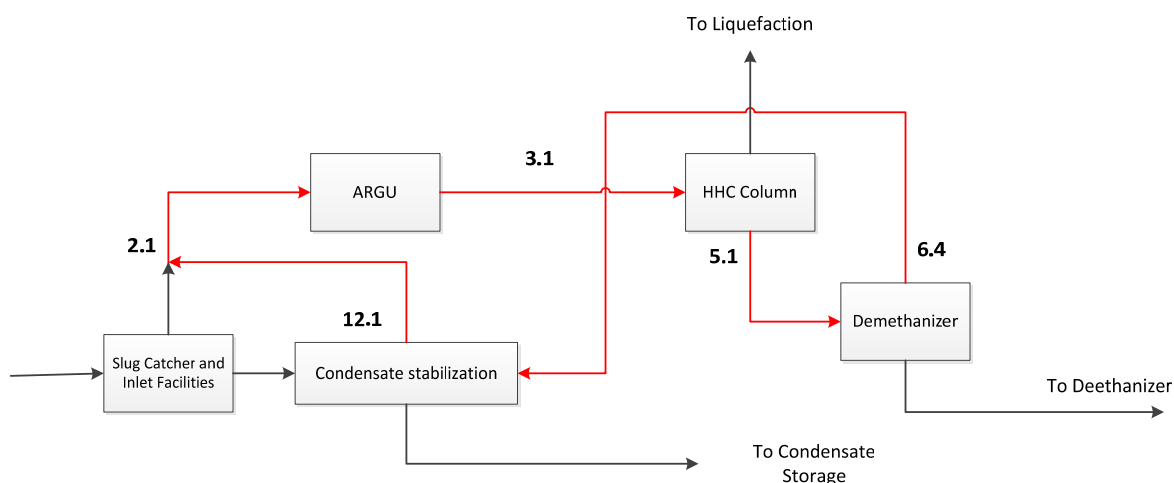 To Liquefaction
3.1
ARGU
HHC Column
2.1
5.1
6.4
12.1
Demethanizer
Slug Catcher and
Inlet Facilities
Condensate stabilization
To Deethanizer
To Condensate
Storage